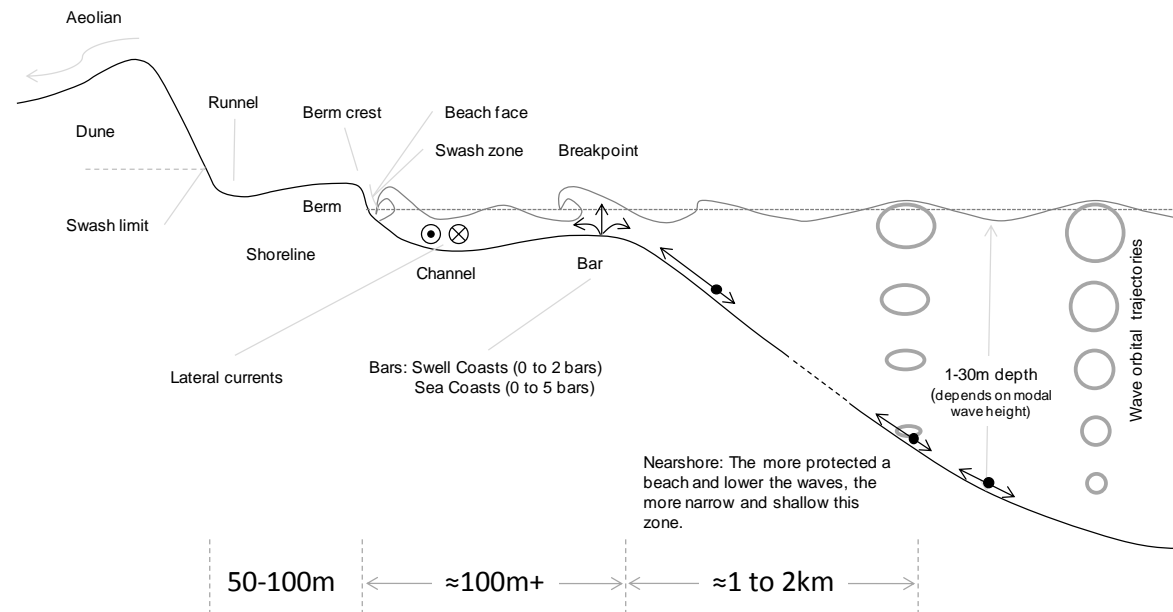 Aeolian
Runnel
Berm crest
Beach face
Swash zone
Breakpoint
Dune
Swash limit
Berm
Shoreline
Channel
Bar
Lateral currents
Bars: Swell Coasts (0 to 2 bars)
Sea Coasts (0 to 5 bars)
1-30m depth
(depends on modal
wave height)
Wave orbital trajectories
Nearshore: The more protected a
beach and lower the waves, the
more narrow and shallow this
zone.
50-100m
≈100m+
≈1 to 2km